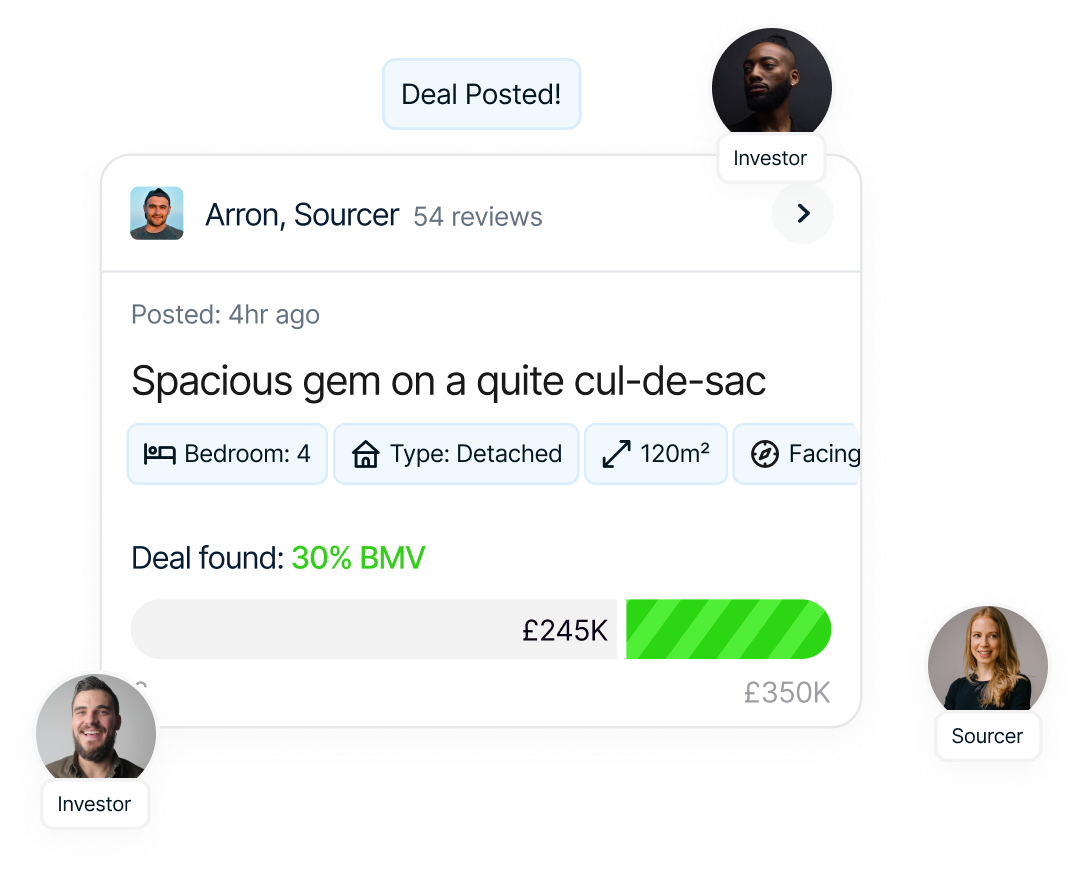 Deal Posted!
Investor
Arron, Sourcer 54 reviews
Posted: 4hr ago
Spacious gem on a quite cul-de-sac
Bedroom: 4 Type: Detached 120m² Facing
Deal found: 30% BMV
£245K
£350K
Sourcer
Investor